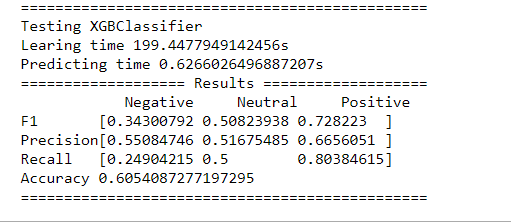 ================================================
Testing XGBClassifier
Learing time 199.4477949142456s
Predicting time 0.6266026496887207s
=================== Results ===================
Negative Neutral Positive
F1 [0.34300792 0.50823938 0.728223 ]
Precision[0.55084746 0.51675485 0.6656051 ]
Recall [0.24904215 0.5 0.80384615]
Accuracy 0.6054087277197295
================================================